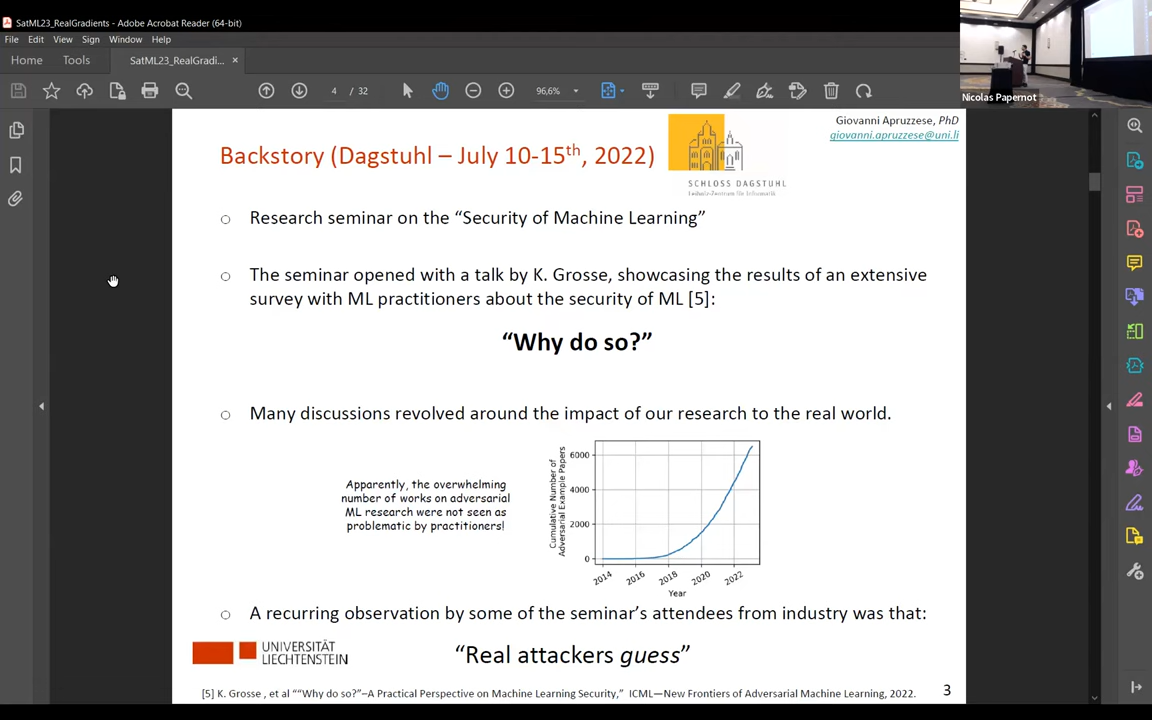 SatML23_RealGradients - Adobe Acrobat Reader (64-bit)
File Edit View Sign Window Help
Home Tools SatML23_RealGradi... ×
4 / 32 96,6%
Nicolas Papernot
Giovanni Apruzzese, PhD
giovanni.apruzzese@uni.li
Backstory (Dagstuhl – July 10-15th, 2022)
SCHLOSS DAGSTUHL
Leibniz-Zentrum für Informatik
○ Research seminar on the “Security of Machine Learning”
○ The seminar opened with a talk by K. Grosse, showcasing the results of an extensive
survey with ML practitioners about the security of ML [5]:
“Why do so?”
○ Many discussions revolved around the impact of our research to the real world.
Apparently, the overwhelming
number of works on adversarial
ML research were not seen as
problematic by practitioners!
Cumulative Number of
Adversarial Example Papers
6000
4000
2000
0
2014 2016 2018 2020 2022
Year
○ A recurring observation by some of the seminar’s attendees from industry was that:
UNIVERSITÄT
LIECHTENSTEIN
“Real attackers guess”
[5] K. Grosse , et al ““Why do so?”–A Practical Perspective on Machine Learning Security,” ICML—New Frontiers of Adversarial Machine Learning, 2022.
3